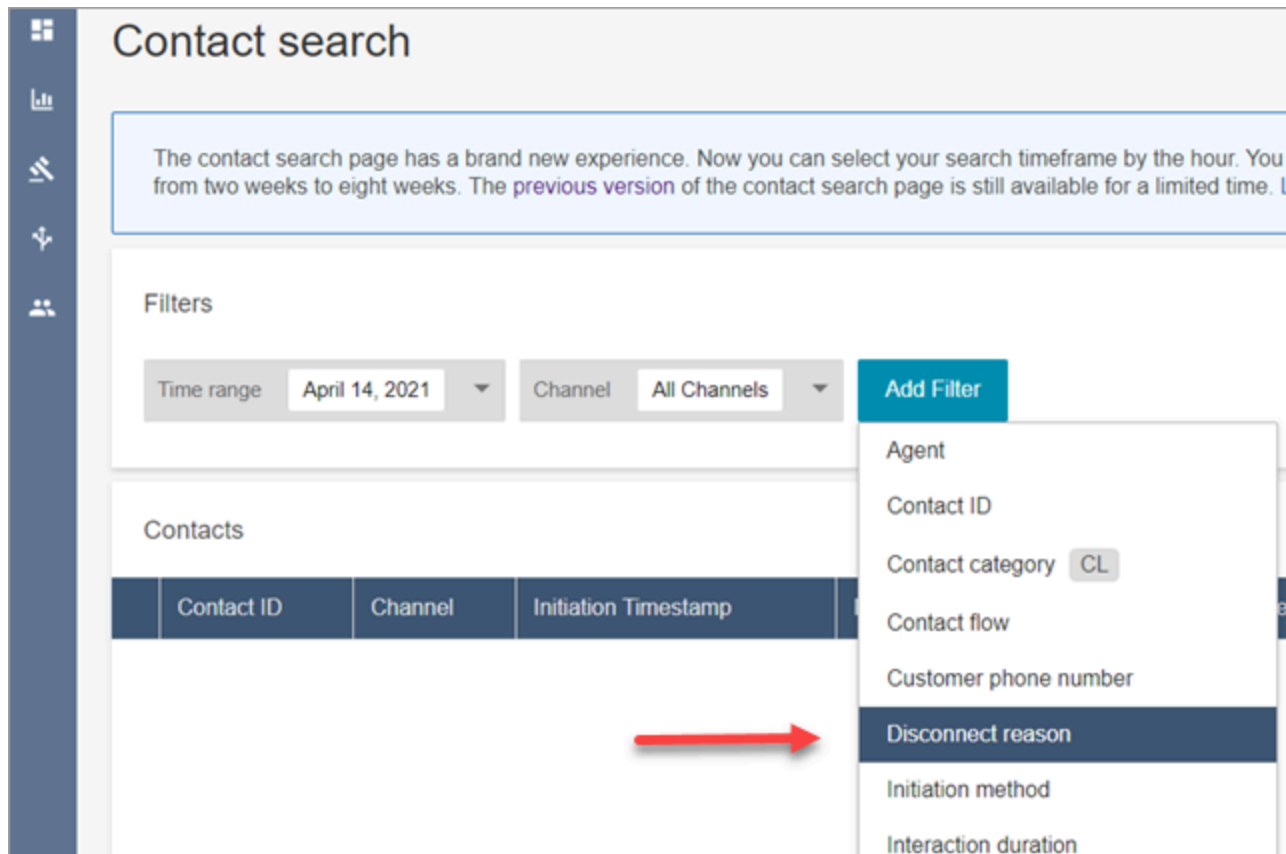 Contact search
The contact search page has a brand new experience. Now you can select your search timeframe by the hour. You
from two weeks to eight weeks. The previous version of the contact search page is still available for a limited time.
Filters
Time range April 14, 2021 Channel All Channels Add Filter
Agent
Contact ID
Contact category CL
Contact flow
Customer phone number
Disconnect reason
Initiation method
Interaction duration
Contacts
Contact ID Channel Initiation Timestamp